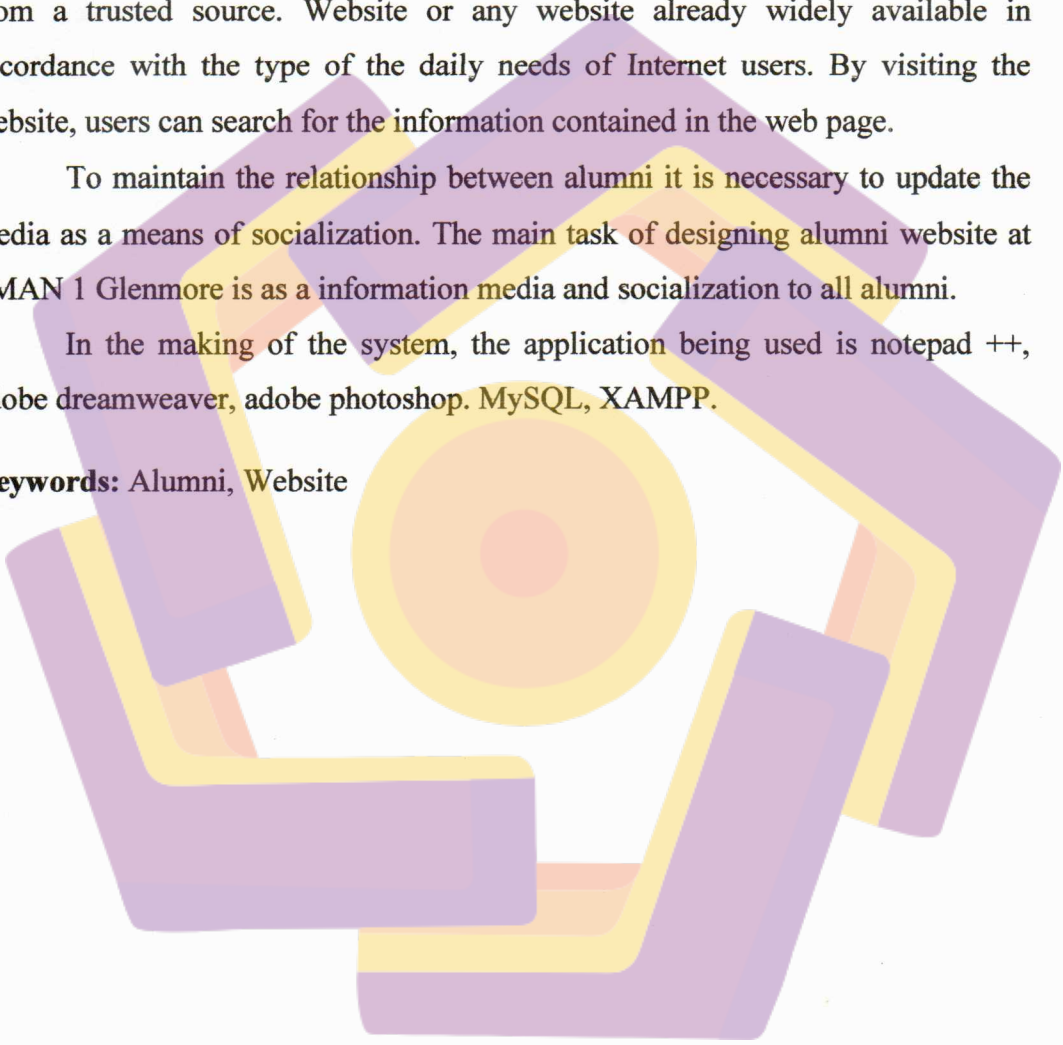 om a trusted source. Website or any website already widely available in
cordance with the type of the daily needs of Internet users. By visiting the
ebsite, users can search for the information contained in the web page.
To maintain the relationship between alumni it is necessary to update the
edia as a means of socialization. The main task of designing alumni website at
MAN 1 Glenmore is as a information media and socialization to all alumni.
In the making of the system, the application being used is notepad ++,
obe dreamweaver, adobe photoshop. MySQL, XAMPP.
eywords: Alumni, Website